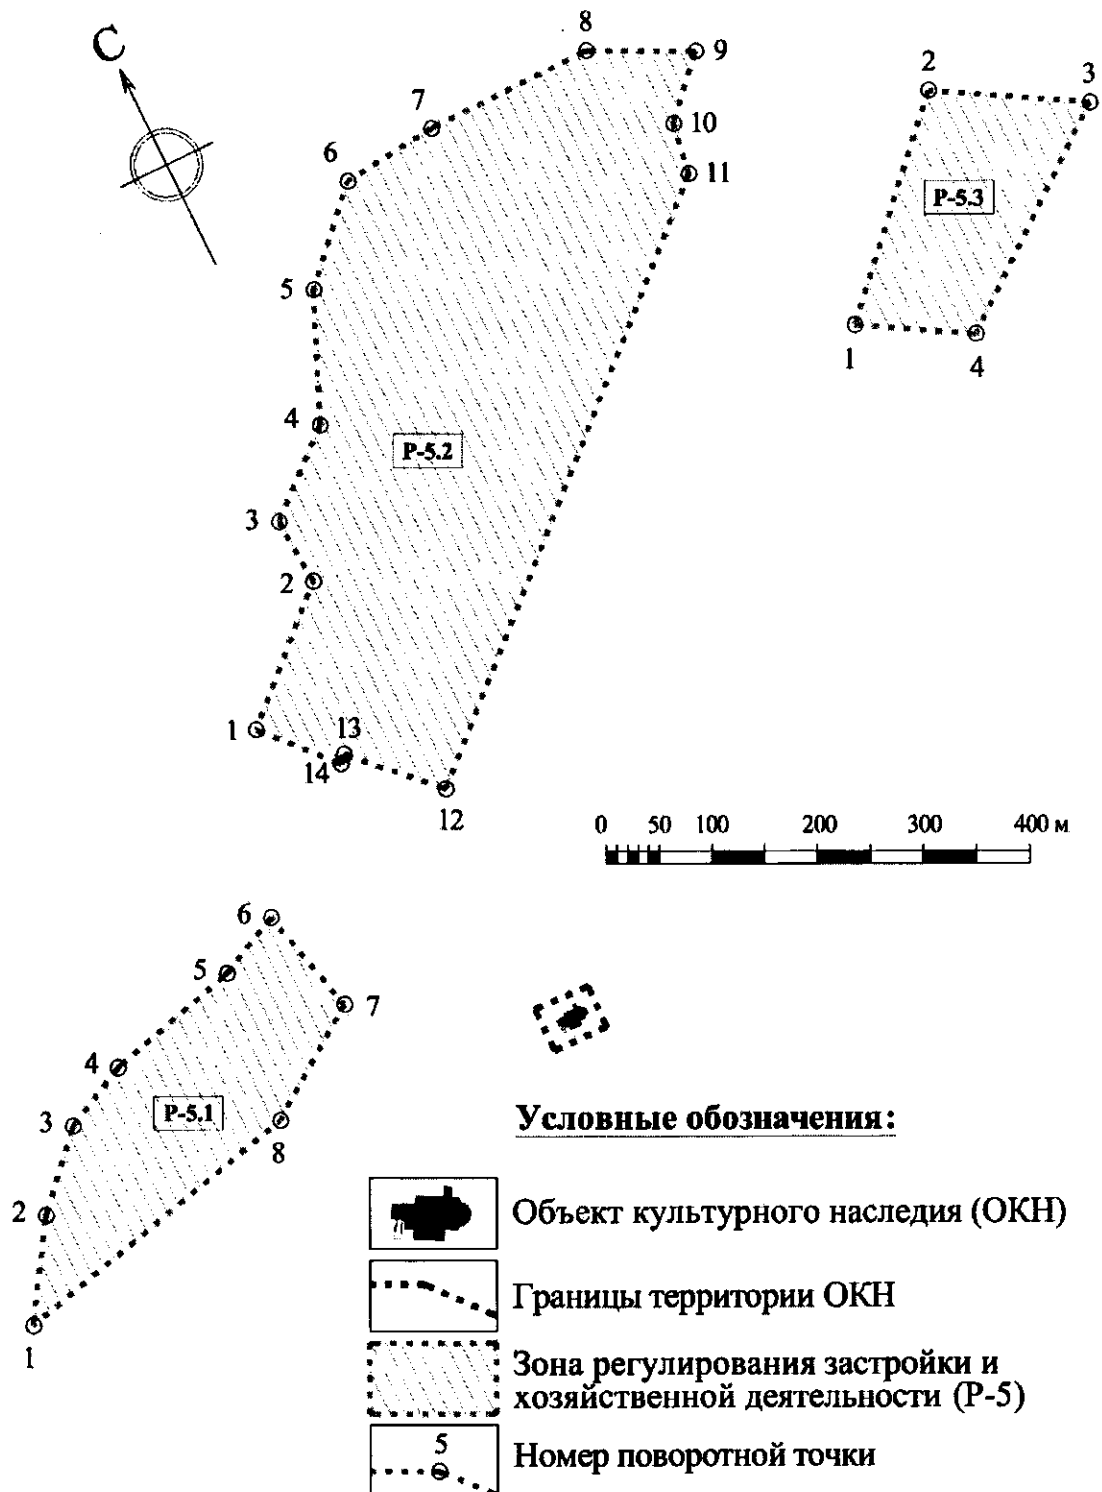 С
8
9
7
10
6
11
5
4
Р-5.2
3
2
1
13
14
12
2
3
Р-5.3
1
4
0 50 100 200 300 400 м
6
5
7
4
3
Р-5.1
8
2
1
Условные обозначения:
Объект культурного наследия (ОКН)
Границы территории ОКН
Зона регулирования застройки и
хозяйственной деятельности (Р-5)
5
Номер поворотной точки